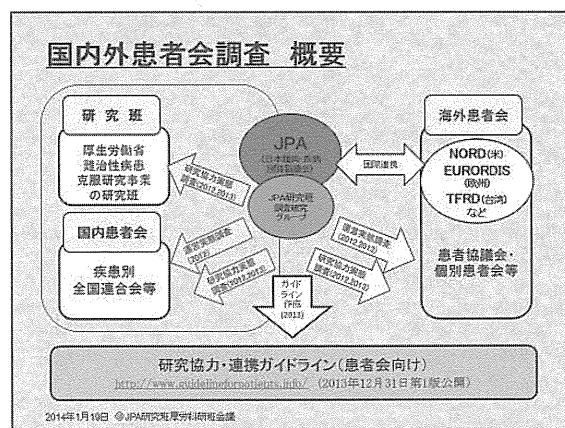 国内外患者会調査 概要
研 究 班
厚生労働省
難治性疾患
克服研究事業
の研究班
国内患者会
疾患別
全国連合会等
JPA
JPA研究班
調査研究
グループ
研究協力実態
調査(2012,2013)
運営実態調査
(2012)
研究協力実態
調査(2012,2013)
国際連携
運営実態調査
研究協力実態
ガイド
ライン
作成
(2013)
海外患者会
NORD(米)
EURORDIS
(欧州)
TFRD(台湾)
など
患者協議会・
個別患者会等
研究協力・連携ガイドライン(患者会向け)
http://www.guidelineforpatients.info/ (2013年12月31日第1版公開)
2014年1月19日 @JPA研究班厚労科研班会議